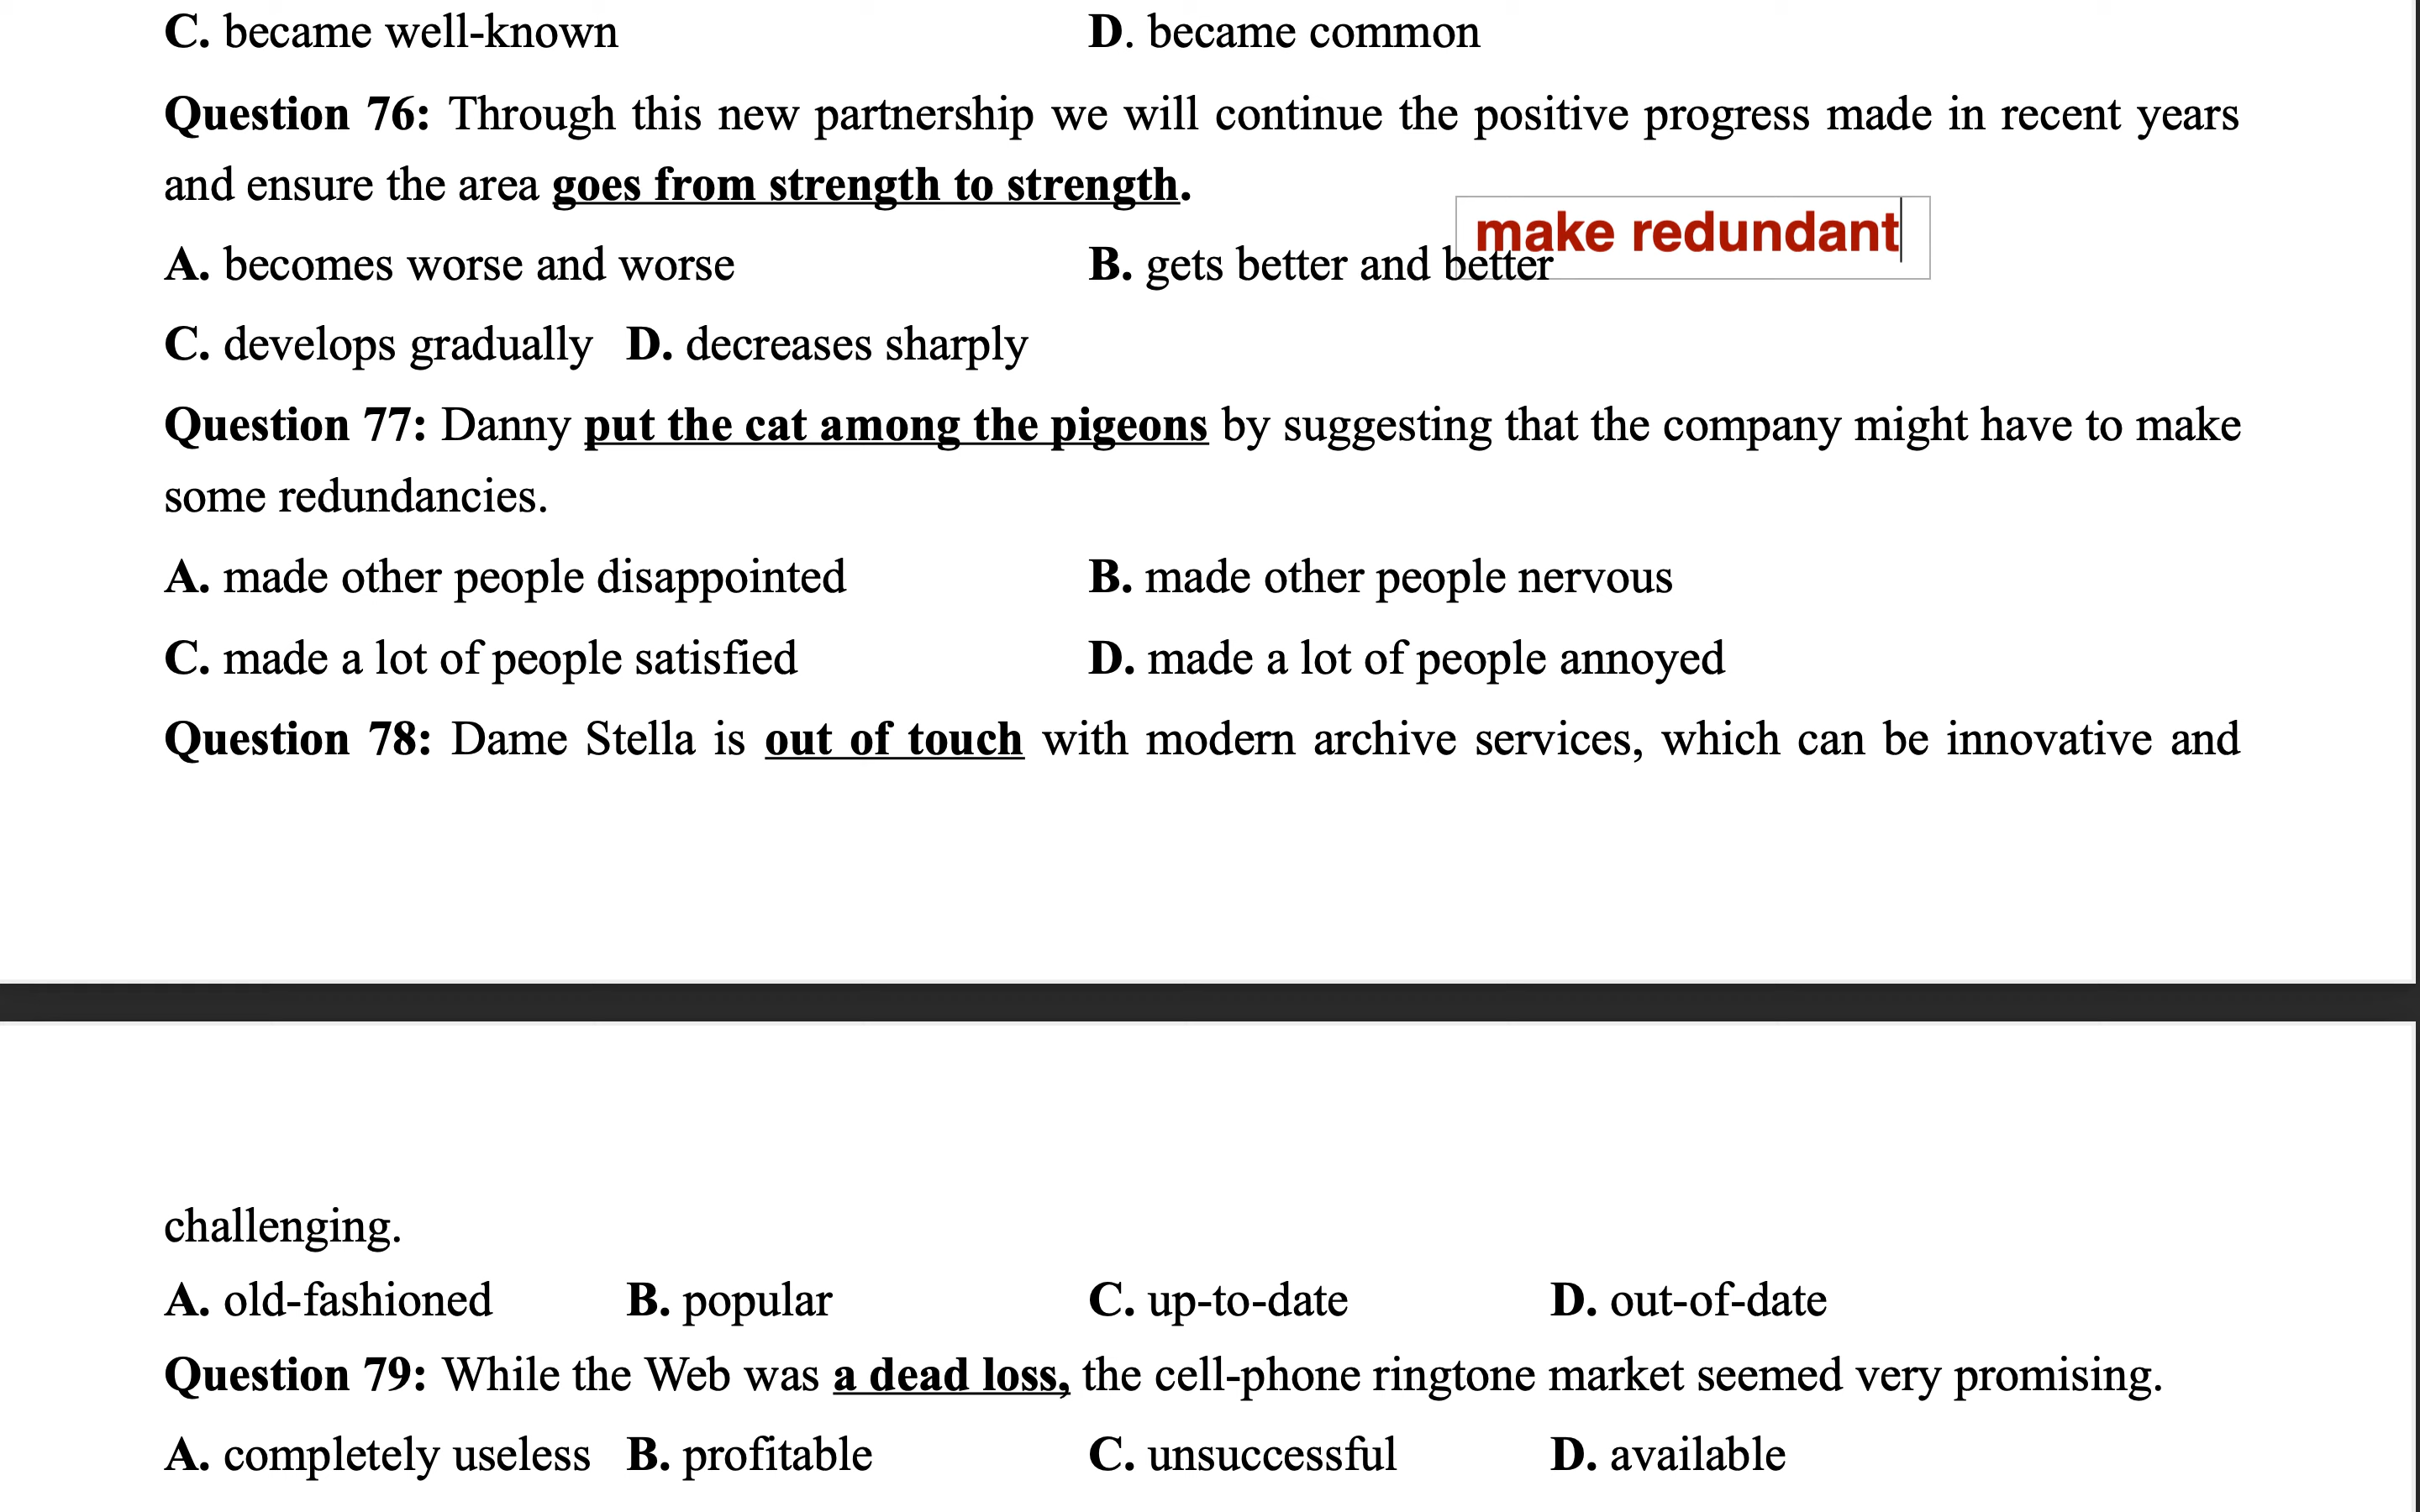 C. became well-known D. became common
Question 76: Through this new partnership we will continue the positive progress made in recent years
and ensure the area goes from strength to strength.
make redundant
A. becomes worse and worse B. gets better and better
C. develops gradually D. decreases sharply
Question 77: Danny put the cat among the pigeons by suggesting that the company might have to make
some redundancies.
A. made other people disappointed B. made other people nervous
C. made a lot of people satisfied D. made a lot of people annoyed
Question 78: Dame Stella is out of touch with modern archive services, which can be innovative and
challenging.
A. old-fashioned B. popular C. up-to-date D. out-of-date
Question 79: While the Web was a dead loss, the cell-phone ringtone market seemed very promising.
A. completely useless B. profitable C. unsuccessful D. available